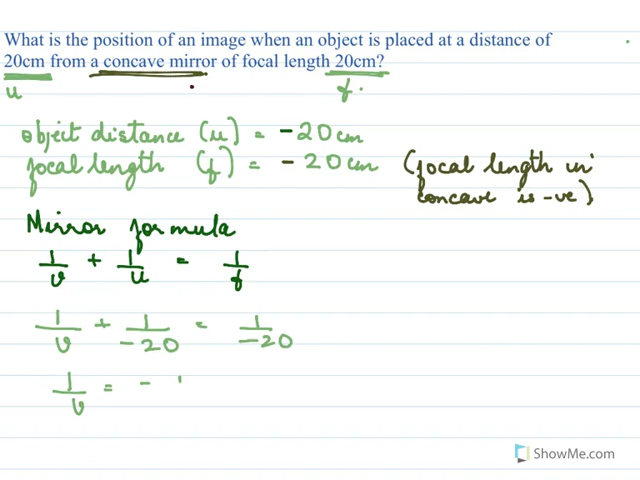 What is the position of an image when an object is placed at a distance of
20cm from a concave mirror of focal length 20cm?
u f
object distance (u) = -20cm
focal length (f) = - 20cm (focal length in
concave is -ve)
Mirror formula
1/v + 1/u = 1/f
1/v + 1/-20 = 1/-20
1/v = -
ShowMe.com